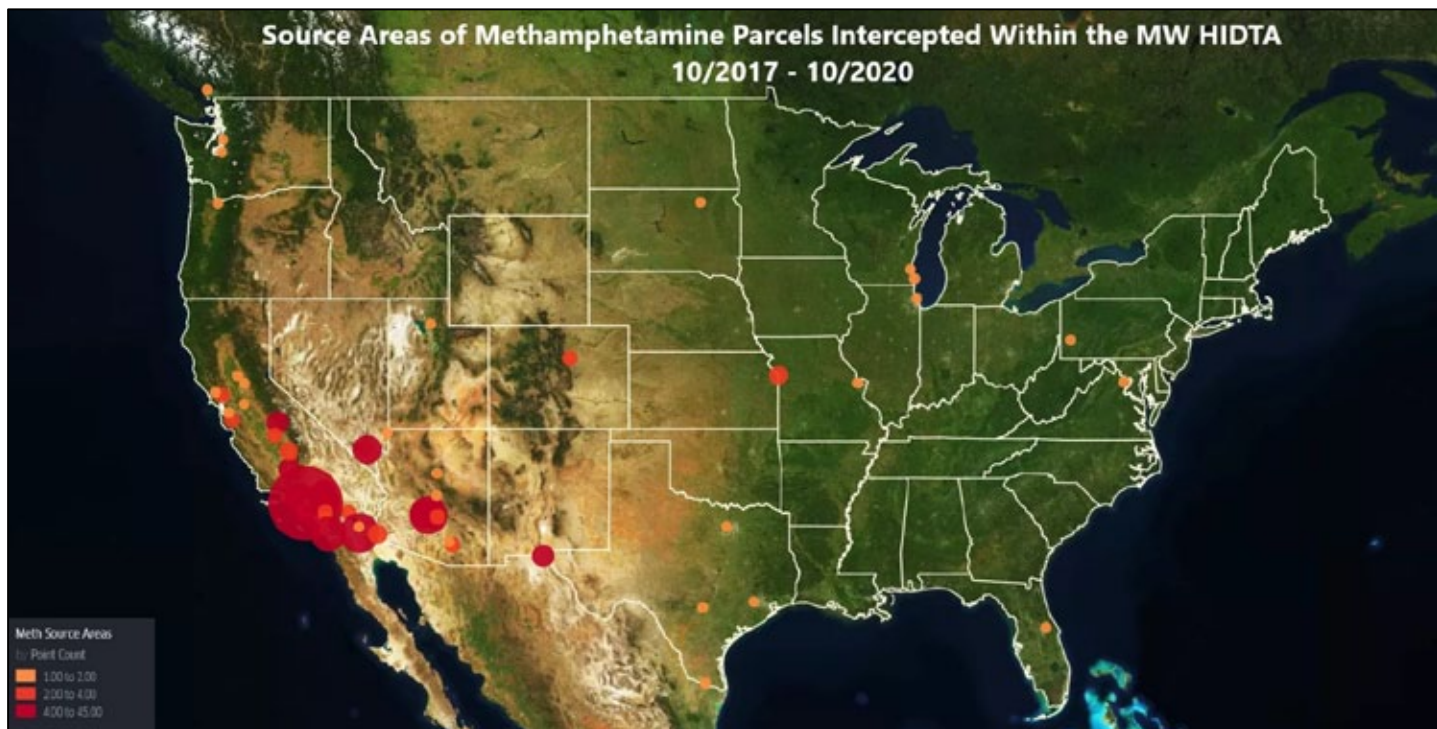 Source Areas of Methamphetamine Parcels Intercepted Within the MW HIDTA
10/2017 - 10/2020
Meth Source Areas
by Point Count
1.00 to 2.00
2.00 to 4.00
4.00 to 45.00